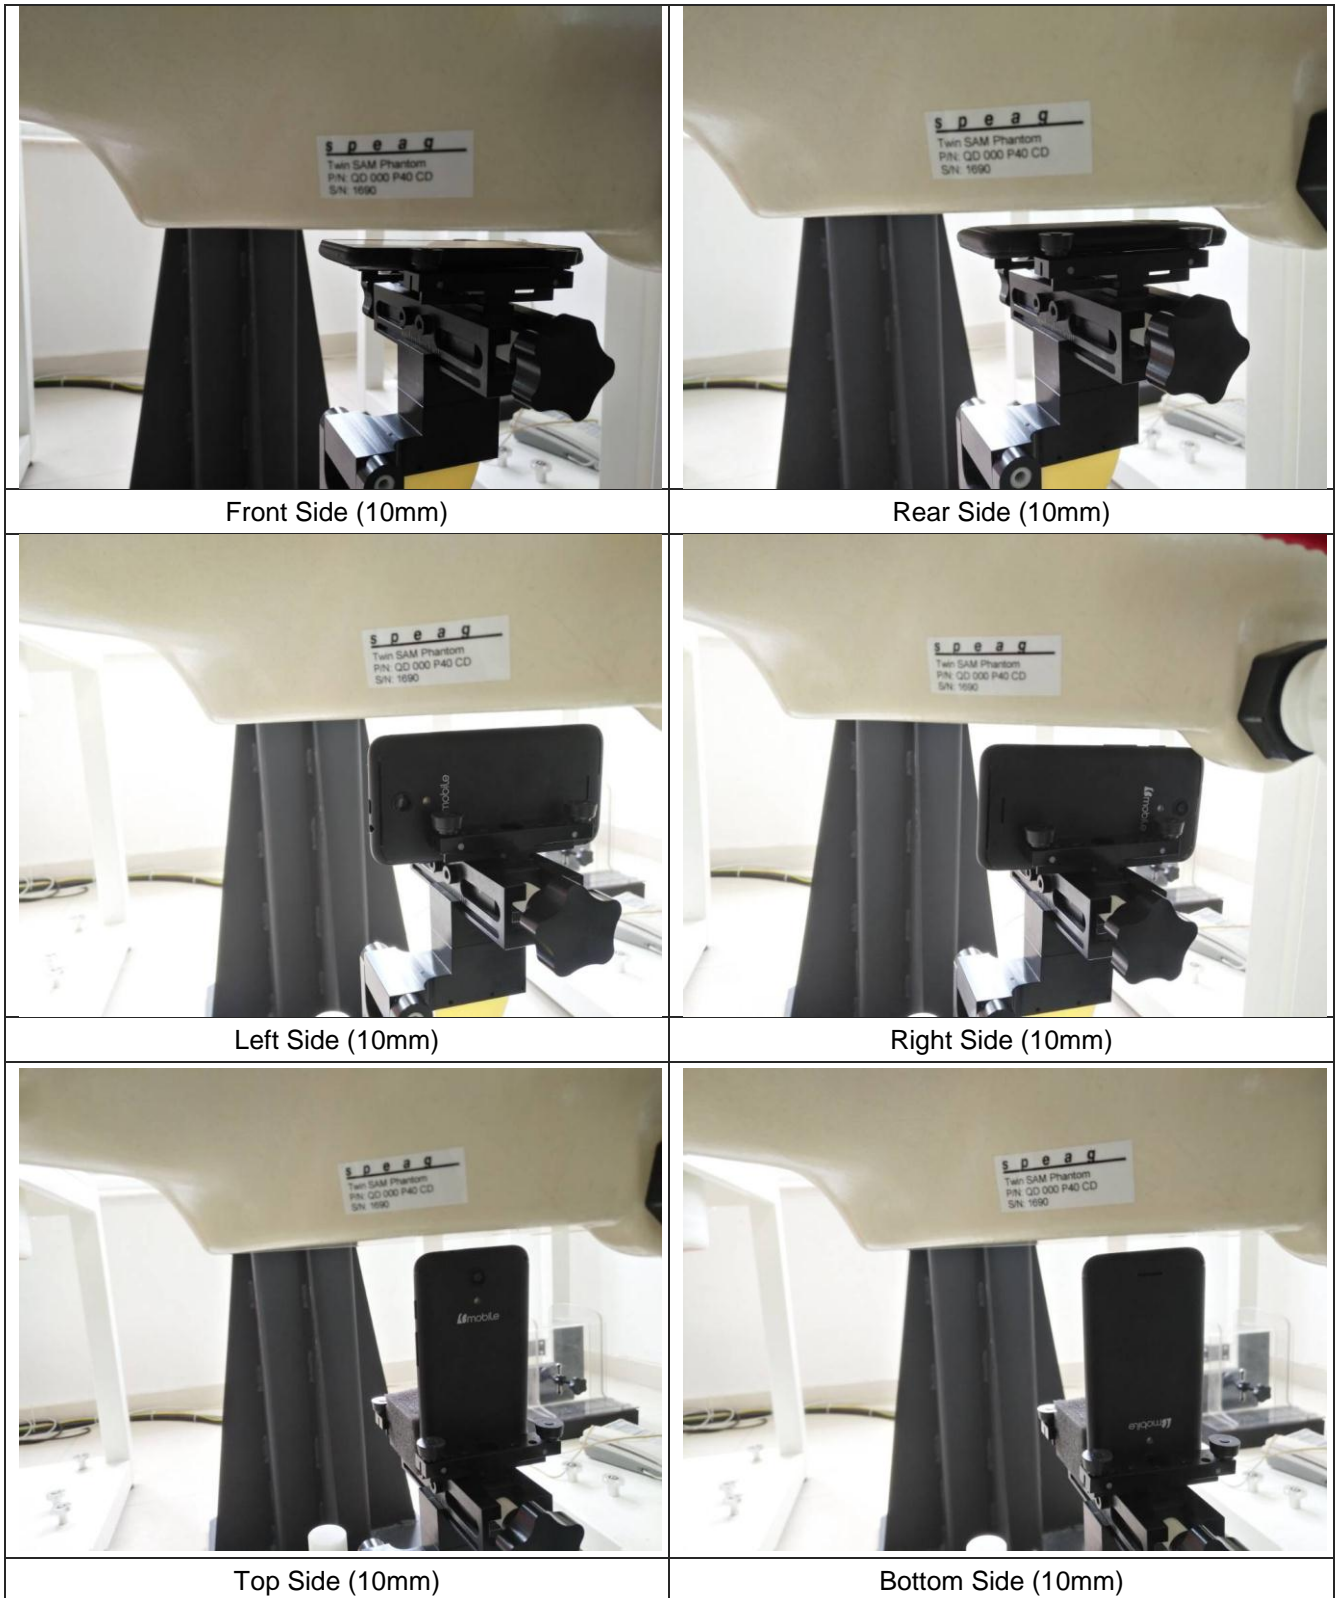 s p e a g
Twin SAM Phantom
P/N: QD 000 P40 CD
S/N: 1690
s p e a g
Twin SAM Phantom
P/N: QD 000 P40 CD
S/N: 1690
Front Side (10mm)
Rear Side (10mm)
s p e a g
Twin SAM Phantom
P/N: QD 000 P40 CD
S/N: 1690
mobile
s p e a g
Twin SAM Phantom
P/N: QD 000 P40 CD
S/N: 1690
mobile
Left Side (10mm)
Right Side (10mm)
s p e a g
Twin SAM Phantom
P/N: QD 000 P40 CD
S/N: 1690
mobile
s p e a g
Twin SAM Phantom
P/N: QD 000 P40 CD
S/N: 1690
mobile
Top Side (10mm)
Bottom Side (10mm)